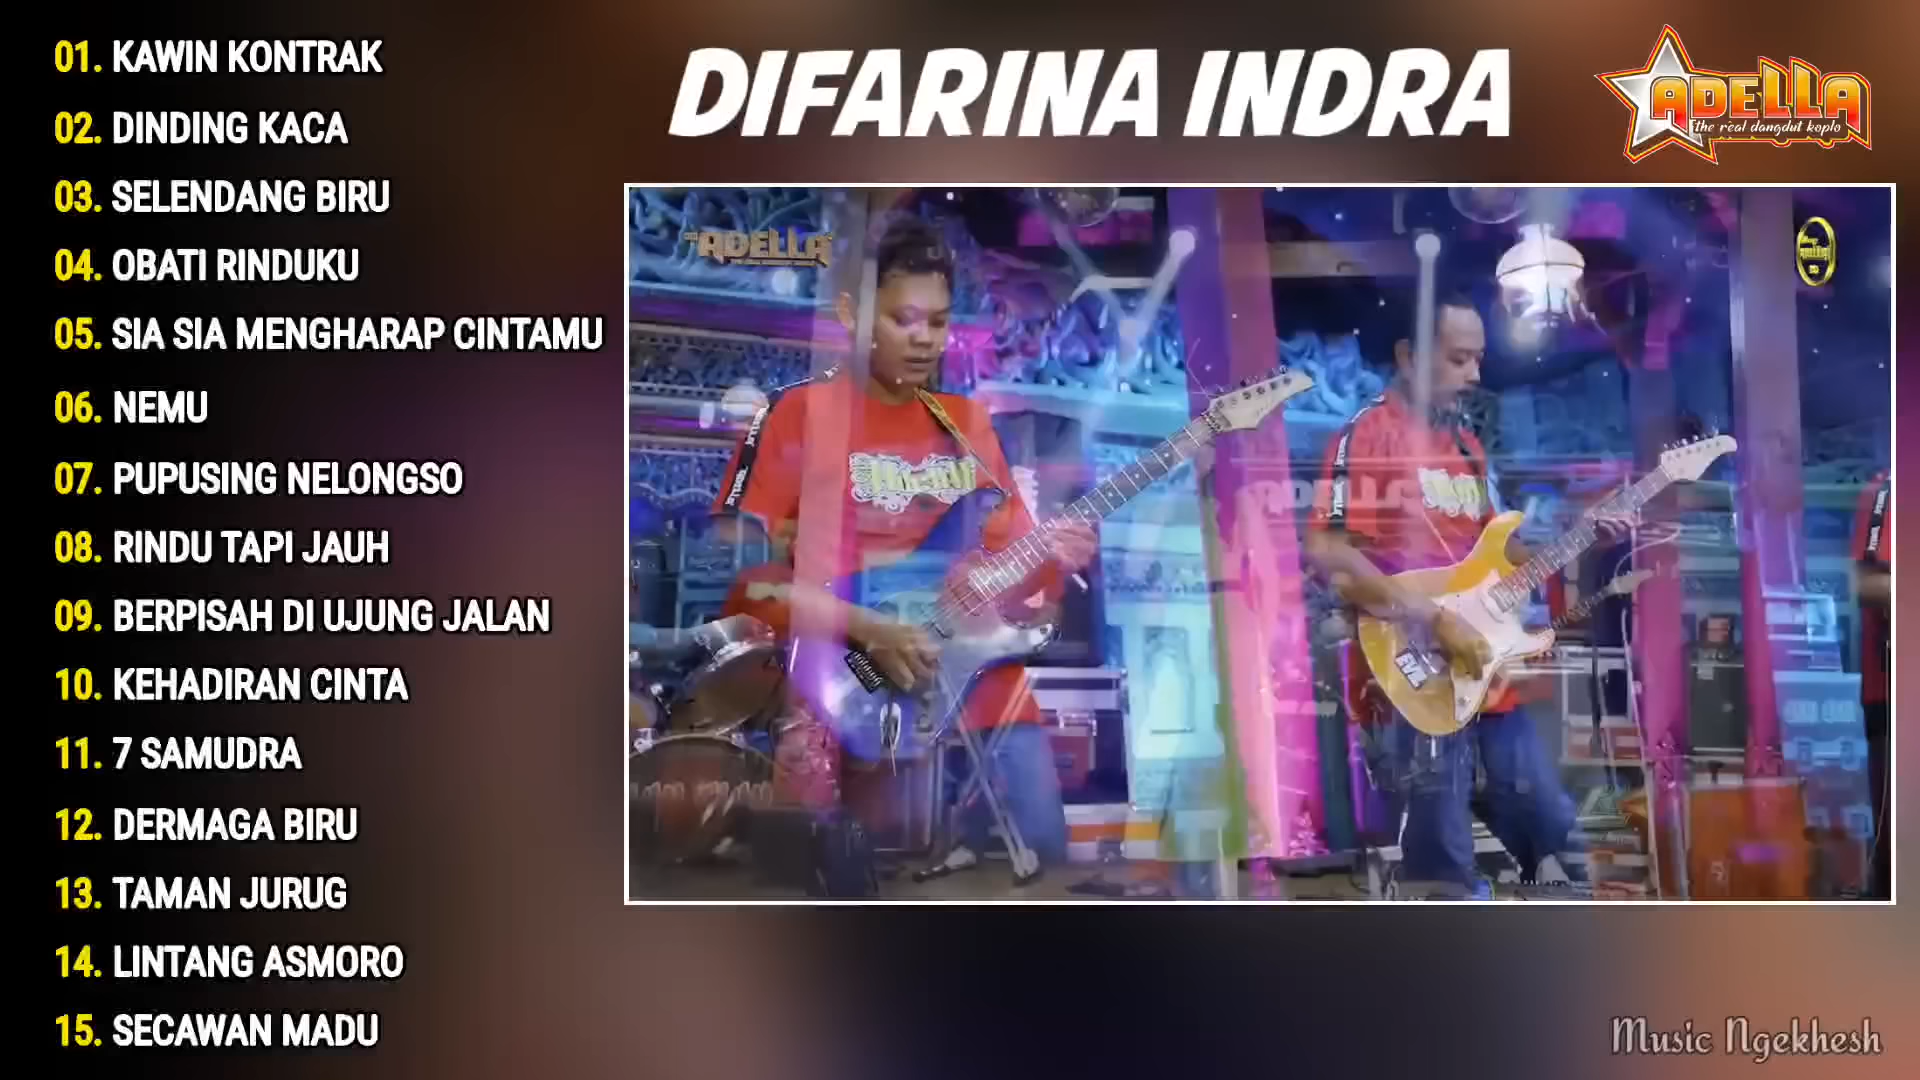 01. KAWIN KONTRAK
02. DINDING KACA
03. SELENDANG BIRU
04. OBATI RINDUKU
05. SIA SIA MENGHARAP CINTAMU
06. NEMU
07. PUPUSING NELONGSO
08. RINDU TAPI JAUH
09. BERPISAH DI UJUNG JALAN
10. KEHADIRAN CINTA
11. 7 SAMUDRA
12. DERMAGA BIRU
13. TAMAN JURUG
14. LINTANG ASMORO
15. SECAWAN MADU
DIFARINA INDRA
ADELLA
the real dangdut koplo
ADELLA
ADELLA
EVIL
Music Ngekhesh